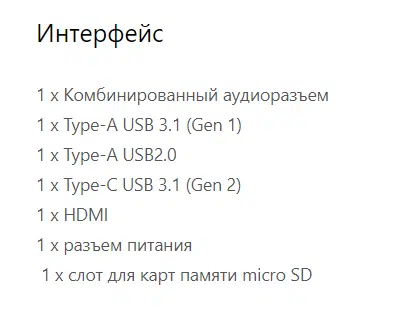 Интерфейс
1 x Комбинированный аудиоразъем
1 x Type-A USB 3.1 (Gen 1)
1 x Type-A USB2.0
1 x Type-C USB 3.1 (Gen 2)
1 x HDMI
1 x разъем питания
1 x слот для карт памяти micro SD